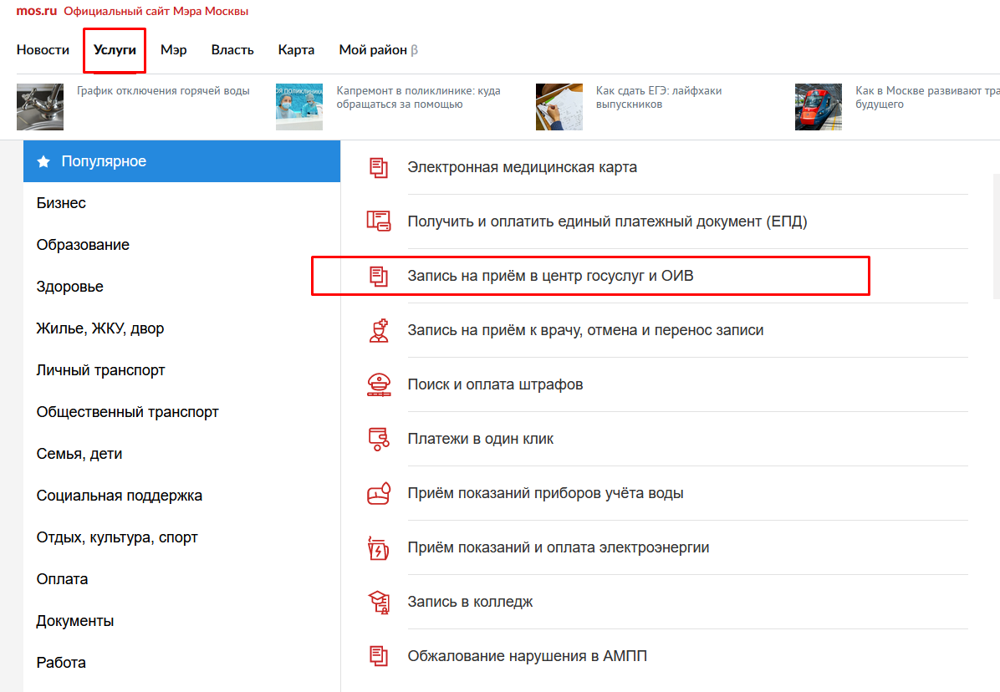 mos.ru Официальный сайт Мэра Москвы
Новости Услуги Мэр Власть Карта Мой район β
График отключения горячей воды
Капремонт в поликлинике: куда
обращаться за помощью
Как сдать ЕГЭ: лайфхаки
выпускников
Как в Москве развивают тра
будущего
Популярное
Бизнес
Образование
Здоровье
Жилье, ЖКУ, двор
Личный транспорт
Общественный транспорт
Семья, дети
Социальная поддержка
Отдых, культура, спорт
Оплата
Документы
Работа
Электронная медицинская карта
Получить и оплатить единый платежный документ (ЕПД)
Запись на приём в центр госуслуг и ОИВ
Запись на приём к врачу, отмена и перенос записи
Поиск и оплата штрафов
Платежи в один клик
Приём показаний приборов учёта воды
Приём показаний и оплата электроэнергии
Запись в колледж
Обжалование нарушения в АМПП